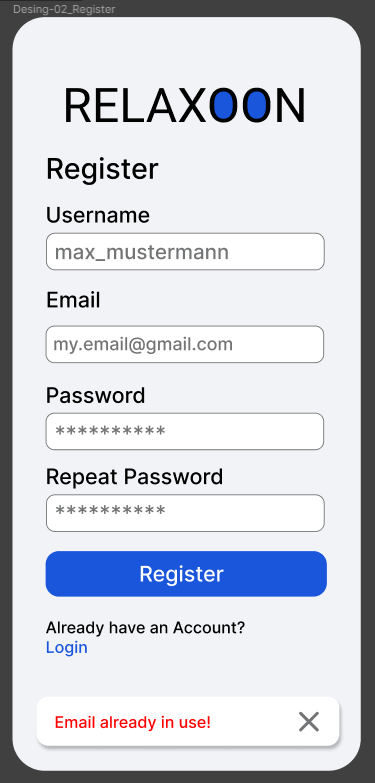 Desing-02_Register
RELAXOON
Register
Username
max_mustermann
Email
my.email@gmail.com
Password
**********
Repeat Password
**********
Register
Already have an Account?
Login
Email already in use!